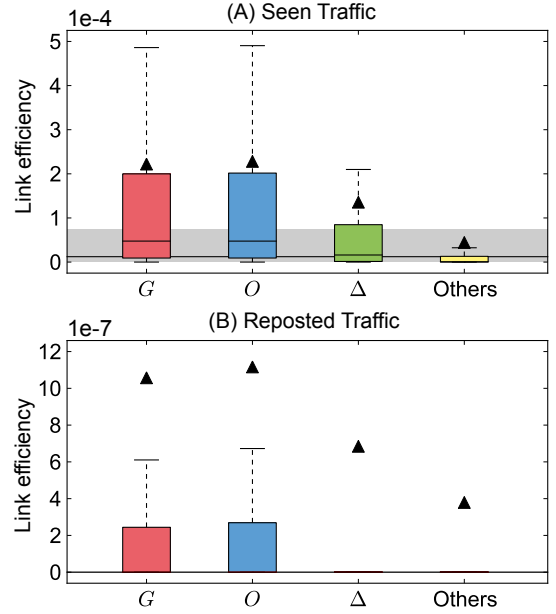 (A) Seen Traffic
1e-4
5
4
3
2
1
0
Link efficiency
G O Δ Others
(B) Reposted Traffic
1e-7
12
10
8
6
4
2
0
Link efficiency
G O Δ Others